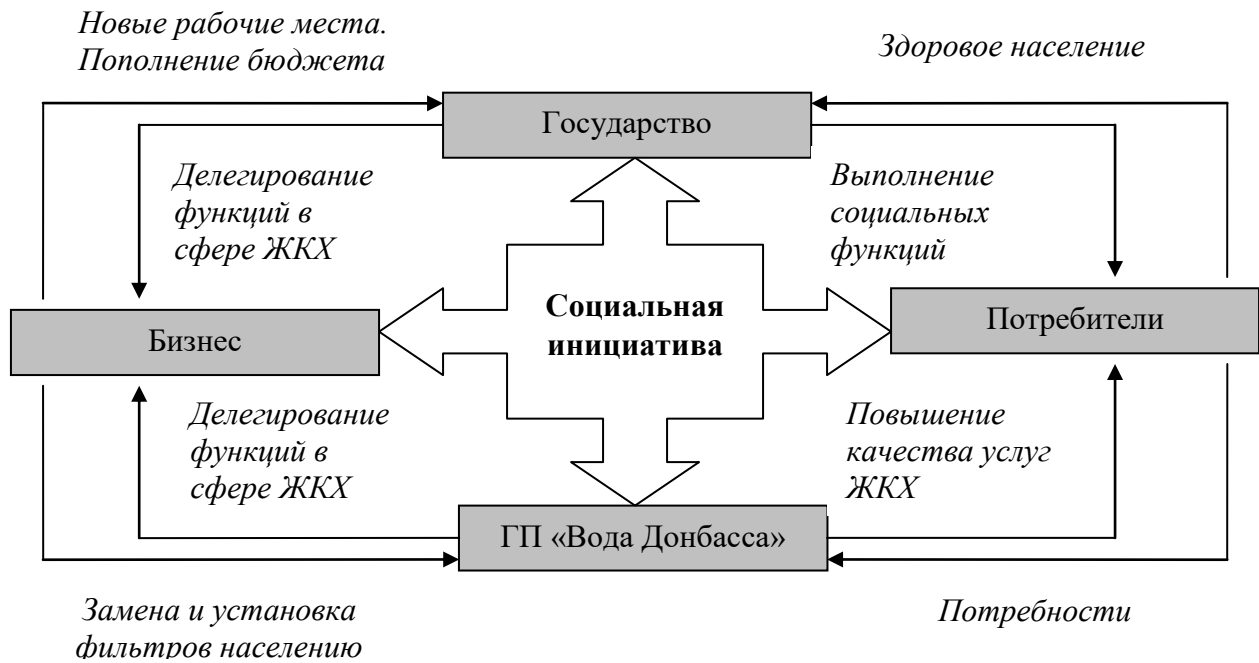 Новые рабочие места.
Пополнение бюджета
Здоровое население
Государство
Делегирование
функций в
сфере ЖКХ
Выполнение
социальных
функций
Социальная
инициатива
Бизнес
Потребители
Делегирование
функций в
сфере ЖКХ
Повышение
качества услуг
ЖКХ
ГП «Вода Донбасса»
Замена и установка
фильтров населению
Потребности